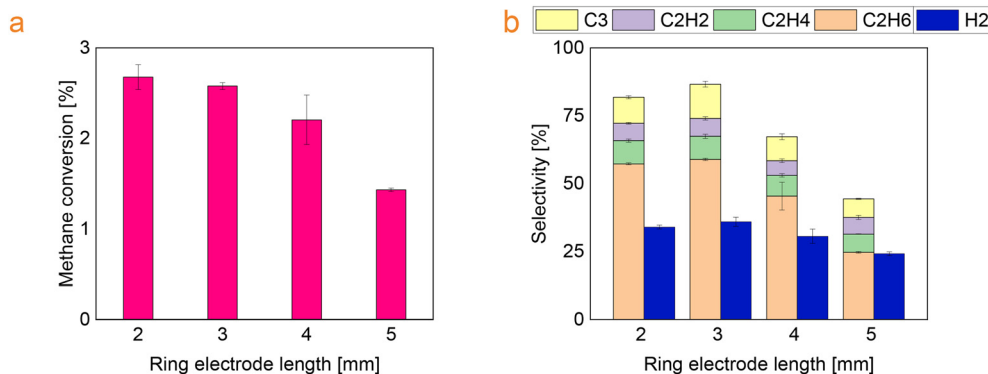 a
3
2
1
0
Methane conversion [%]
2 3 4 5
Ring electrode length [mm]
b
C3 C2H2 C2H4 C2H6 H2
100
75
50
25
0
Selectivity [%]
2 3 4 5
Ring electrode length [mm]